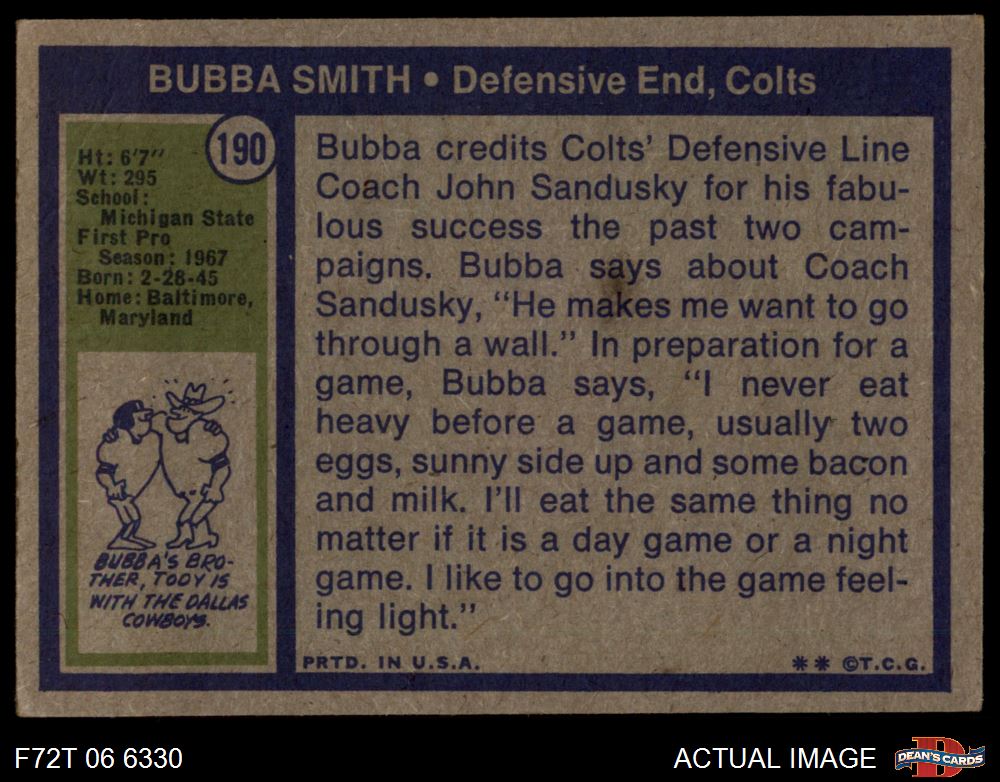 BUBBA SMITH • Defensive End, Colts
190
Ht: 6'7"
Wt: 295
School:
Michigan State
First Pro
Season: 1967
Born: 2-28-45
Home: Baltimore,
Maryland
BUBBA'S BRO-
THER, TODY IS
WITH THE DALLAS
COWBOYS.
Bubba credits Colts' Defensive Line
Coach John Sandusky for his fabu-
lous success the past two cam-
paigns. Bubba says about Coach
Sandusky, "He makes me want to go
through a wall." In preparation for a
game, Bubba says, "I never eat
heavy before a game, usually two
eggs, sunny side up and some bacon
and milk. I'll eat the same thing no
matter if it is a day game or a night
game. I like to go into the game feel-
ing light."
PRTD. IN U.S.A.
** ©T.C.G.
F72T 06 6330
ACTUAL IMAGE
D
DEAN'S CARDS